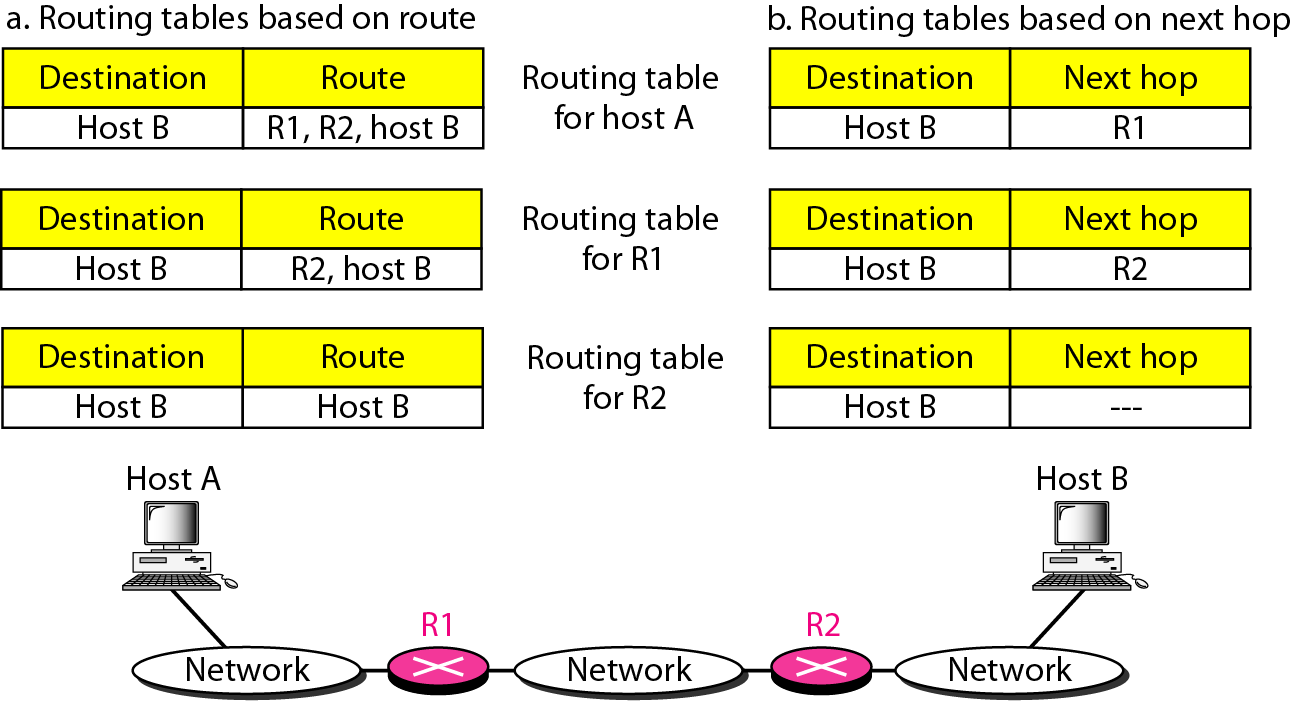 a. Routing tables based on route
b. Routing tables based on next hop
Destination Route
Host B R1, R2, host B
Routing table
for host A
Destination Next hop
Host B R1
Destination Route
Host B R2, host B
Routing table
for R1
Destination Next hop
Host B R2
Destination Route
Host B Host B
Routing table
for R2
Destination Next hop
Host B ---
Host A
Host B
R1
R2
Network
Network
Network